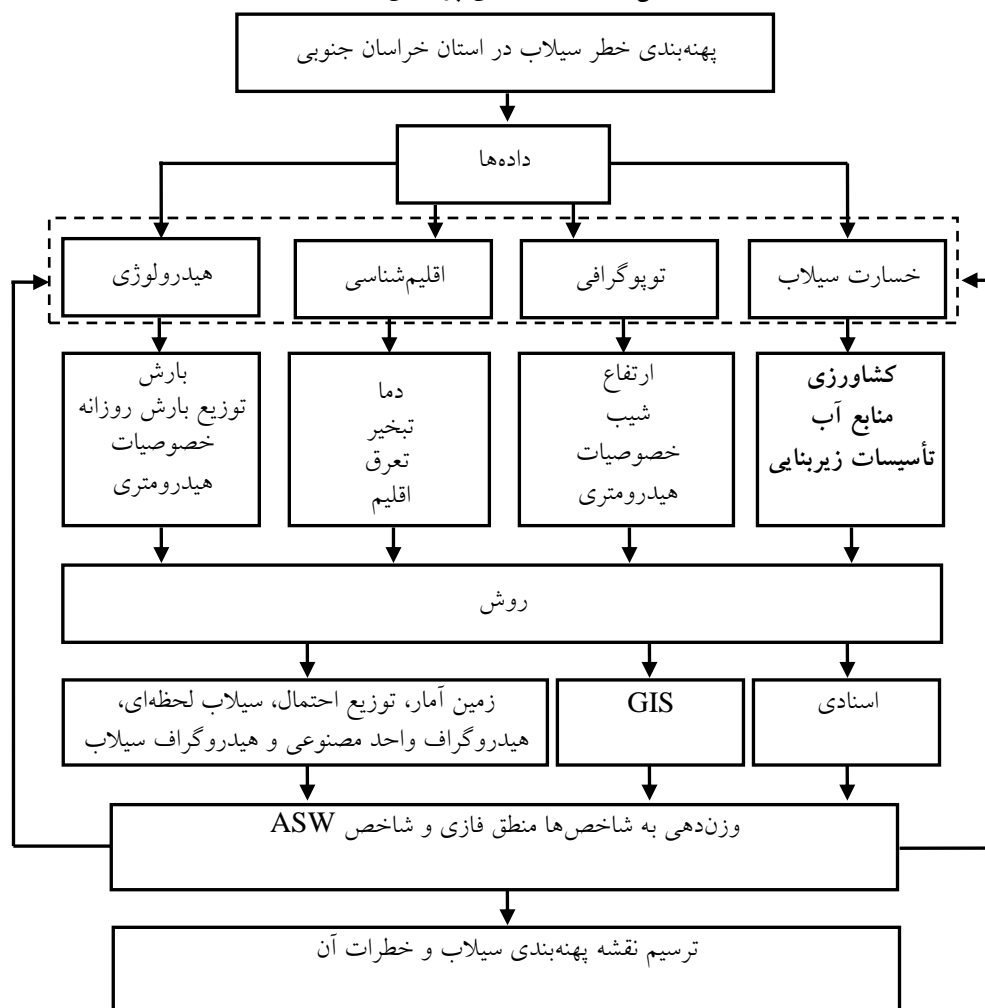 پهنه‌بندی خطر سیلاب در استان خراسان جنوبی
داده‌ها
خسارت سیلاب
توپوگرافی
اقلیم‌شناسی
هیدرولوژی
کشاورزی
منابع آب
تأسیسات زیربنایی
ارتفاع
شیب
خصوصیات
هیدرومتری
دما
تبخیر
تعرق
اقلیم
بارش
توزیع بارش روزانه
خصوصیات
هیدرومتری
روش
اسنادی
GIS
زمین آمار، توزیع احتمال، سیلاب لحظه‌ای،
هیدروگراف واحد مصنوعی و هیدروگراف سیلاب
وزن‌دهی به شاخص‌ها منطق فازی و شاخص ASW
ترسیم نقشه پهنه‌بندی سیلاب و خطرات آن